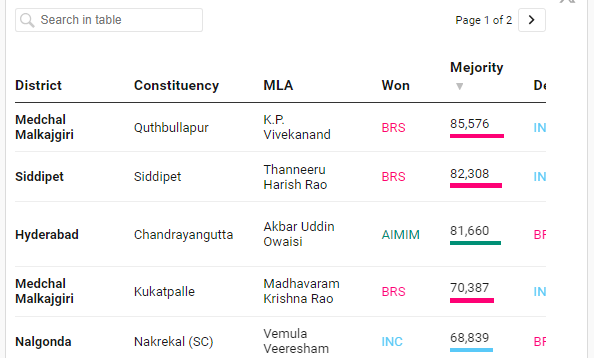 Search in table
Page 1 of 2
District Constituency MLA Won Mejority De
Medchal Malkajgiri Quthbullapur K.P. Vivekanand BRS 85,576 IN
Siddipet Siddipet Thanneeru Harish Rao BRS 82,308 IN
Hyderabad Chandrayangutta Akbar Uddin Owaisi AIMIM 81,660 BR
Medchal Malkajgiri Kukatpalle Madhavaram Krishna Rao BRS 70,387 IN
Nalgonda Nakrekal (SC) Vemula Veeresham INC 68,839 BR